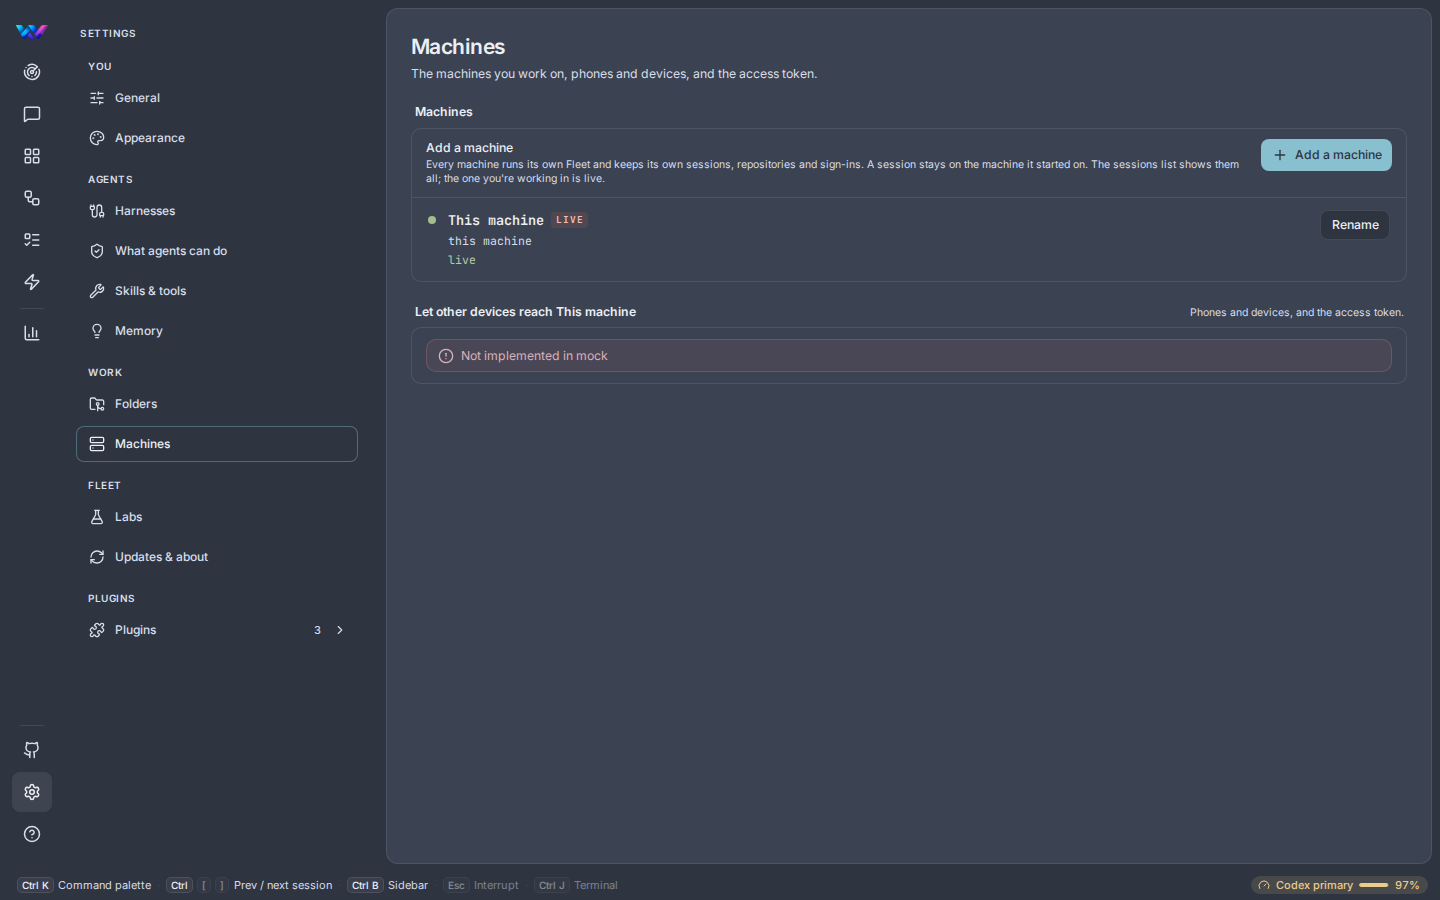 SETTINGS
YOU
General
Appearance
AGENTS
Harnesses
What agents can do
Skills & tools
Memory
WORK
Folders
Machines
FLEET
Labs
Updates & about
PLUGINS
Plugins 3
Machines
The machines you work on, phones and devices, and the access token.
Machines
Add a machine
Every machine runs its own Fleet and keeps its own sessions, repositories and sign-ins. A session stays on the machine it started on. The sessions list shows them
all; the one you're working in is live.
Add a machine
This machine LIVE
this machine
live
Rename
Let other devices reach This machine
Phones and devices, and the access token.
Not implemented in mock
Ctrl K Command palette Ctrl [ ] Prev / next session Ctrl B Sidebar Esc Interrupt Ctrl J Terminal
Codex primary 97%